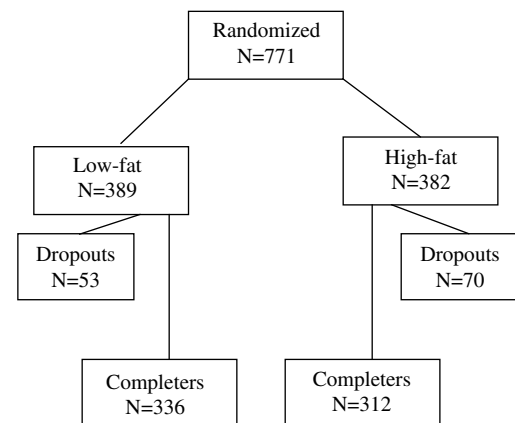 Randomized
N=771
Low-fat
N=389
High-fat
N=382
Dropouts
N=53
Dropouts
N=70
Completers
N=336
Completers
N=312